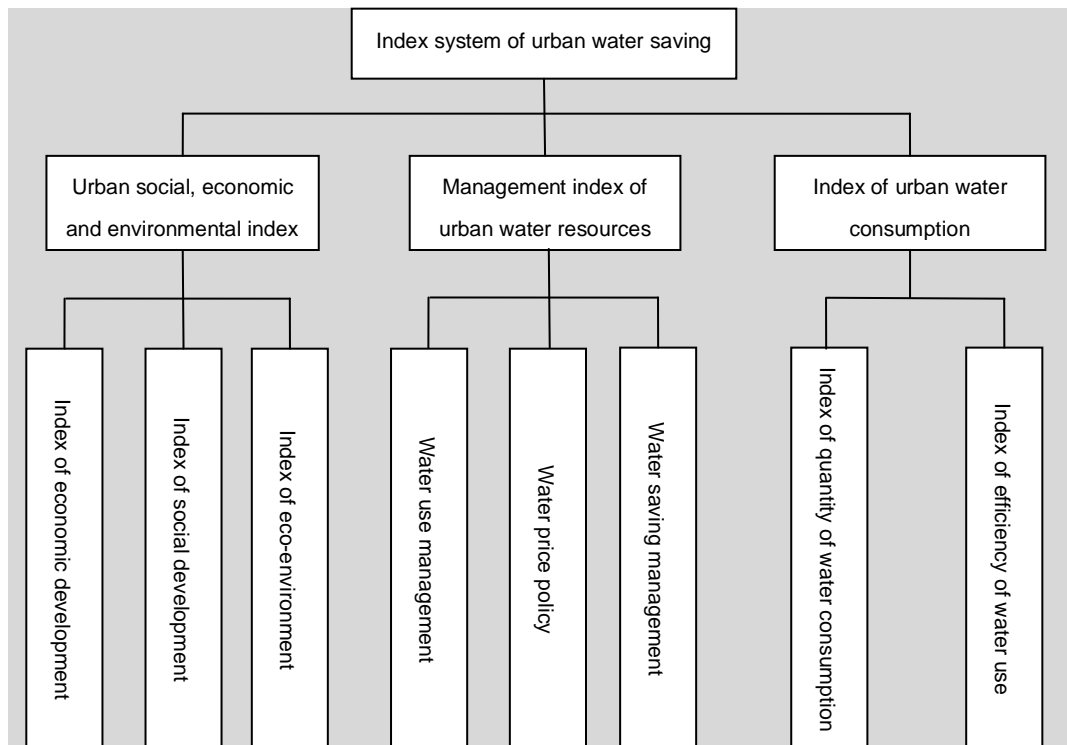 Index system of urban water saving
Urban social, economic
and environmental index
Management index of
urban water resources
Index of urban water
consumption
Index of economic development
Index of social development
Index of eco-environment
Water use management
Water price policy
Water saving management
Index of quantity of water consumption
Index of efficiency of water use